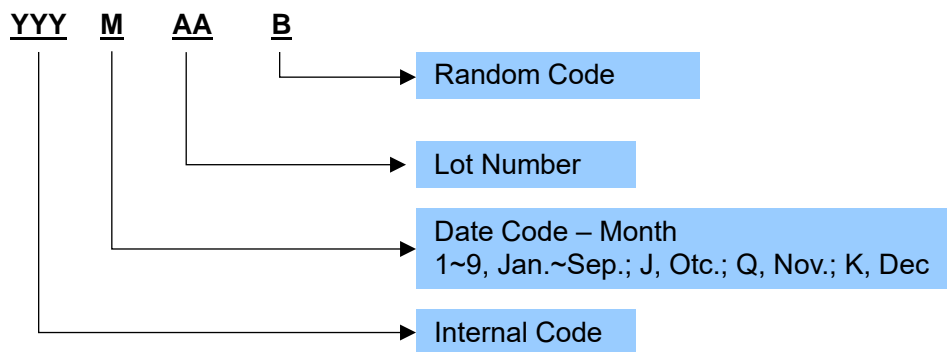 YYY M AA B
Random Code
Lot Number
Date Code – Month
1~9, Jan.~Sep.; J, Otc.; Q, Nov.; K, Dec
Internal Code